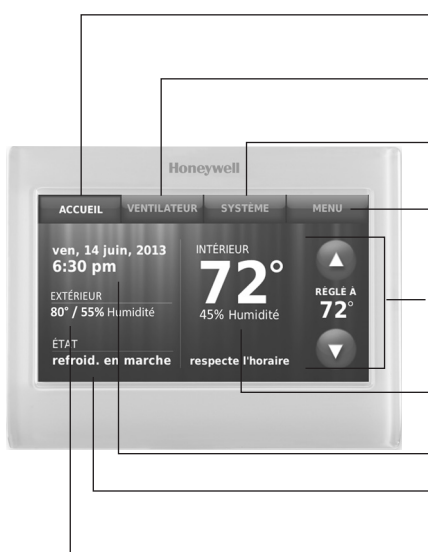 Honeywell
ACCUEIL VENTILATEUR SYSTÈME MENU
ven, 14 juin, 2013
6:30 pm
EXTÉRIEUR
80° / 55% Humidité
ÉTAT
refroid. en marche
INTÉRIEUR
72°
45% Humidité
respecte l'horaire
RÉGLÉ À
72°